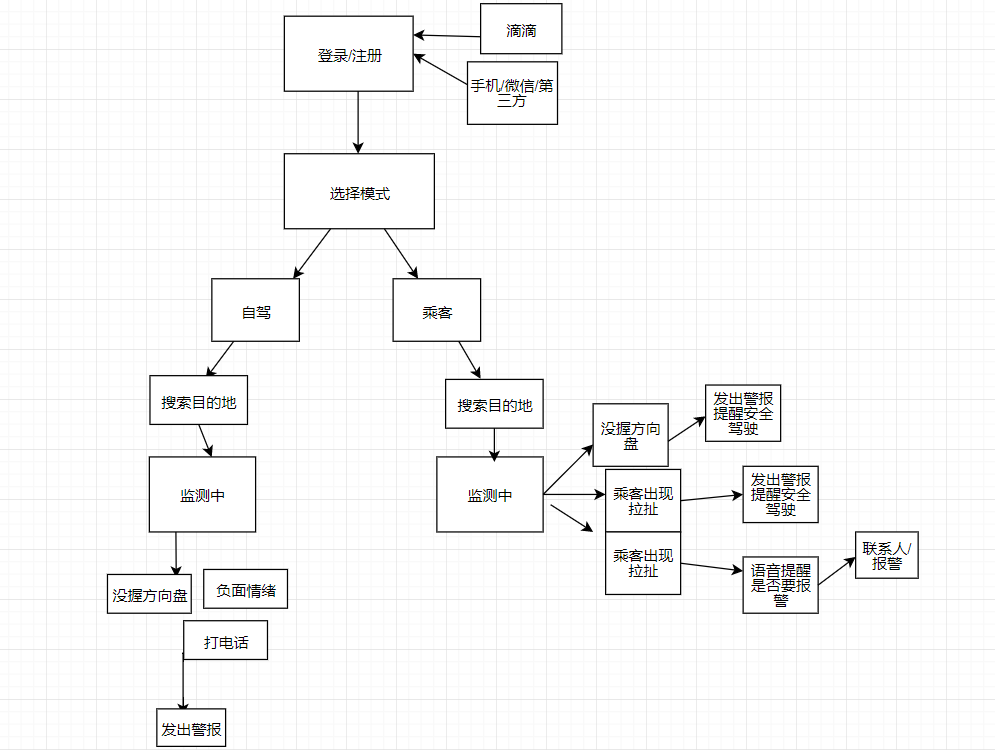 滴滴
登录/注册
手机/微信/第
三方
选择模式
自驾
乘客
搜索目的地
搜索目的地
发出警报
提醒安全
驾驶
没握方向
盘
监测中
监测中
乘客出现
拉扯
发出警报
提醒安全
驾驶
乘客出现
拉扯
语音提醒
是否要报
警
联系人/
报警
没握方向盘
负面情绪
打电话
发出警报